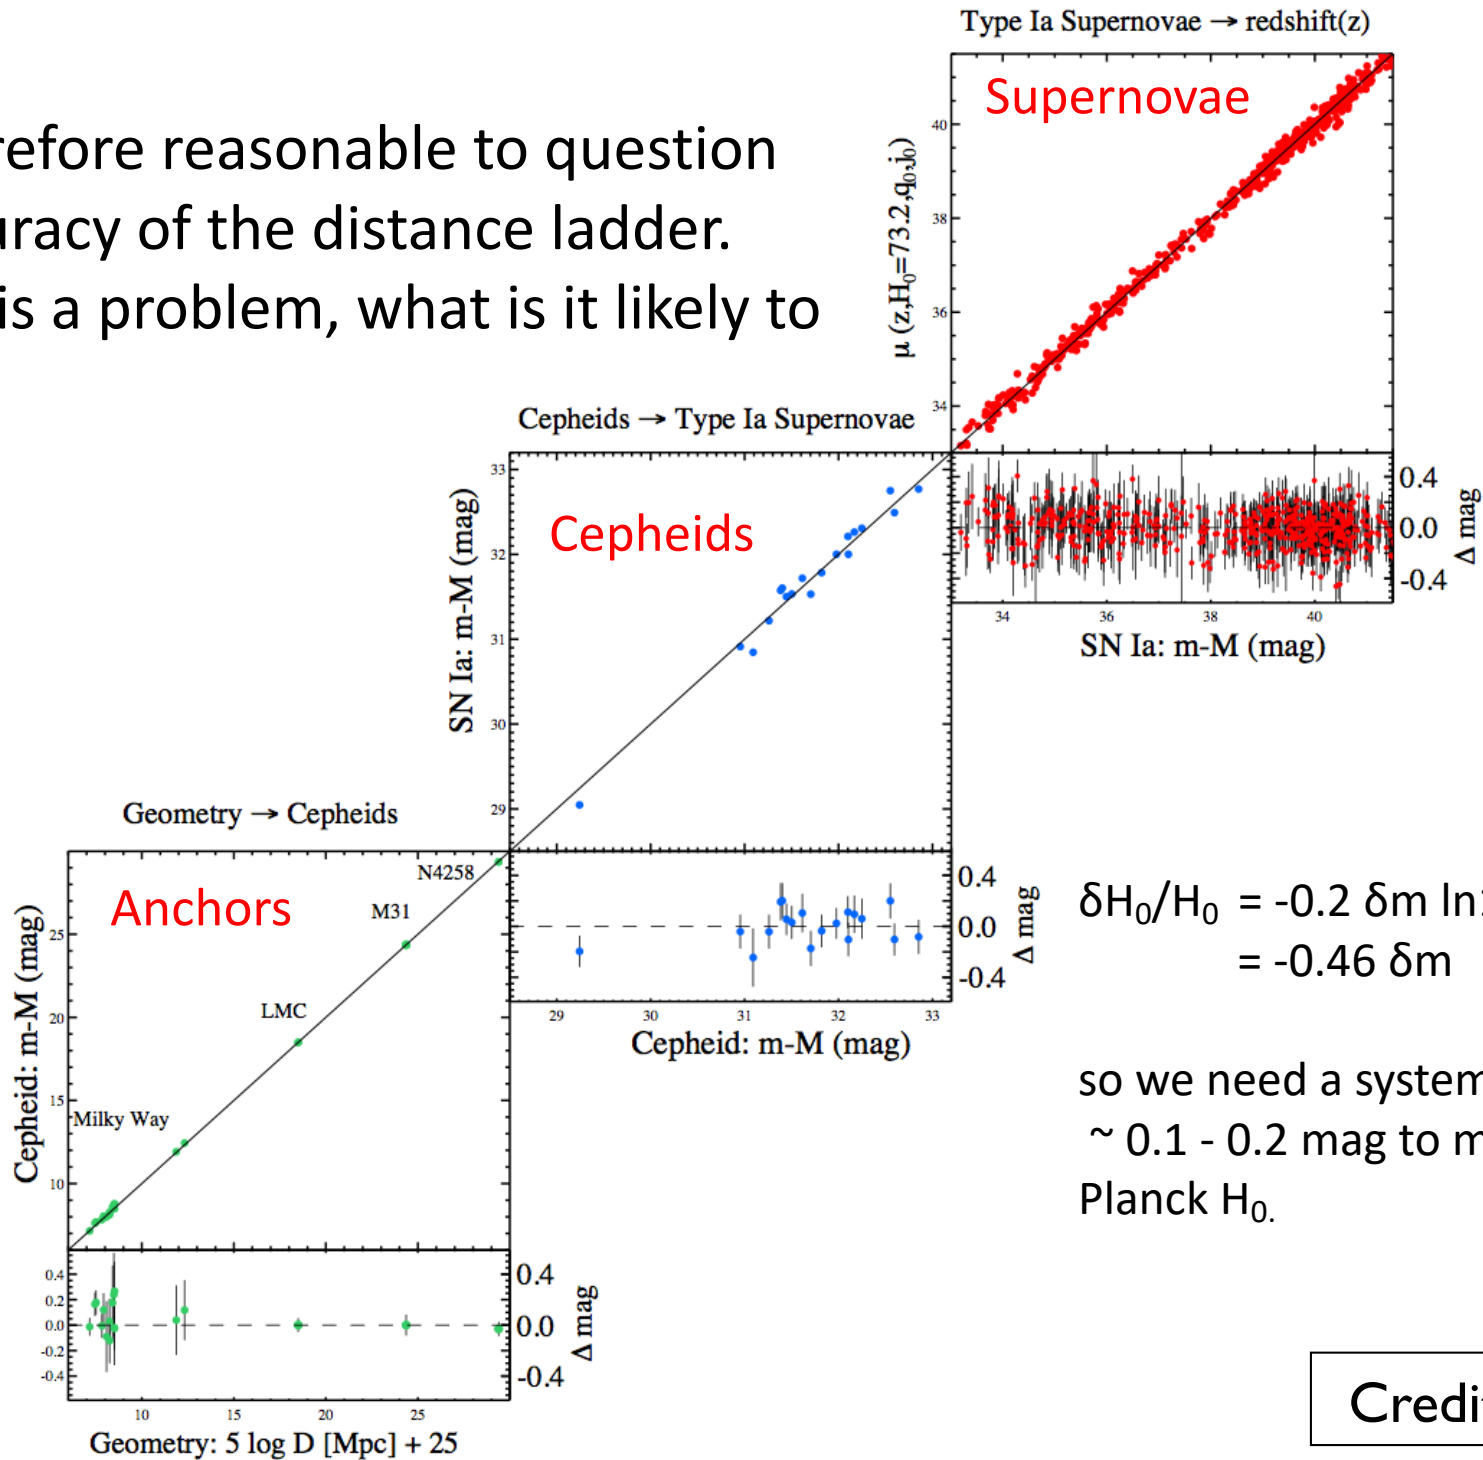 Type Ia Supernovae → redshift(z)
refore reasonable to question
uracy of the distance ladder.
is a problem, what is it likely to
Supernovae
μ (z,H₀=73.2,q₀,j₀)
40
38
36
34
0.4
0.0
-0.4
Δ mag
34 36 38 40
SN Ia: m-M (mag)
Cepheids → Type Ia Supernovae
Cepheids
SN Ia: m-M (mag)
33
32
31
30
29
0.4
0.0
-0.4
Δ mag
29 30 31 32 33
Cepheid: m-M (mag)
Geometry → Cepheids
Anchors
N4258
M31
LMC
Milky Way
Cepheid: m-M (mag)
25
20
15
10
0.4
0.2
0.0
-0.2
-0.4
0.4
0.0
-0.4
Δ mag
10 15 20 25
Geometry: 5 log D [Mpc] + 25
δH₀/H₀ = -0.2 δm ln
= -0.46 δm
so we need a system
~ 0.1 - 0.2 mag to m
Planck H₀.
Credi